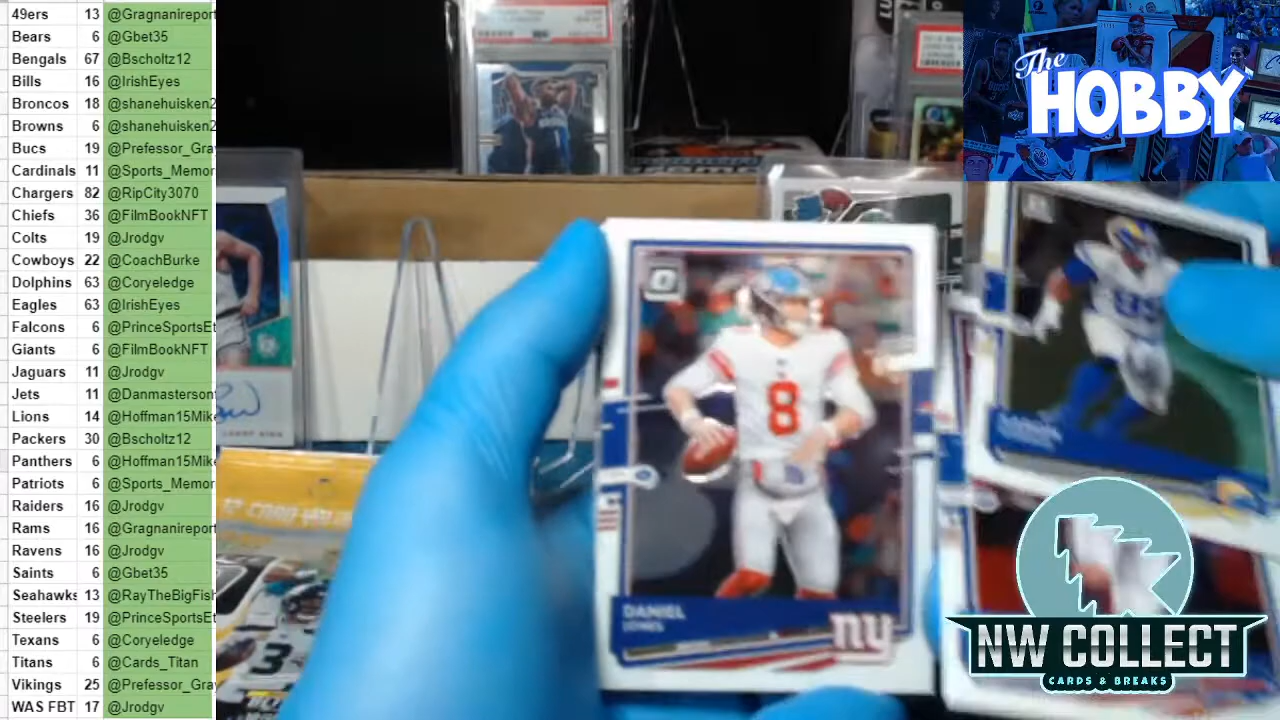 49ers 13 @Gragnanireport
Bears 6 @Gbet35
Bengals 67 @Bscholtz12
Bills 16 @IrishEyes
Broncos 18 @shanehuisken2
Browns 6 @shanehuisken2
Bucs 19 @Prefessor_Gra
Cardinals 11 @Sports_Memor
Chargers 82 @RipCity3070
Chiefs 36 @FilmBookNFT
Colts 19 @Jrodgv
Cowboys 22 @CoachBurke
Dolphins 63 @Coryeledge
Eagles 63 @IrishEyes
Falcons 6 @PrinceSportsEt
Giants 6 @FilmBookNFT
Jaguars 11 @Jrodgv
Jets 11 @Danmasterson
Lions 14 @Hoffman15Mike
Packers 30 @Bscholtz12
Panthers 6 @Hoffman15Mike
Patriots 6 @Sports_Memor
Raiders 16 @Jrodgv
Rams 16 @Gragnanireport
Ravens 16 @Jrodgv
Saints 6 @Gbet35
Seahawks 13 @RayTheBigFish
Steelers 19 @PrinceSportsEt
Texans 6 @Coryeledge
Titans 6 @Cards_Titan
Vikings 25 @Prefessor_Gra
WAS FBT 17 @Jrodgv
The
HOBBY
8
DANIEL
JONES
ny
NW COLLECT
CARDS & BREAKS